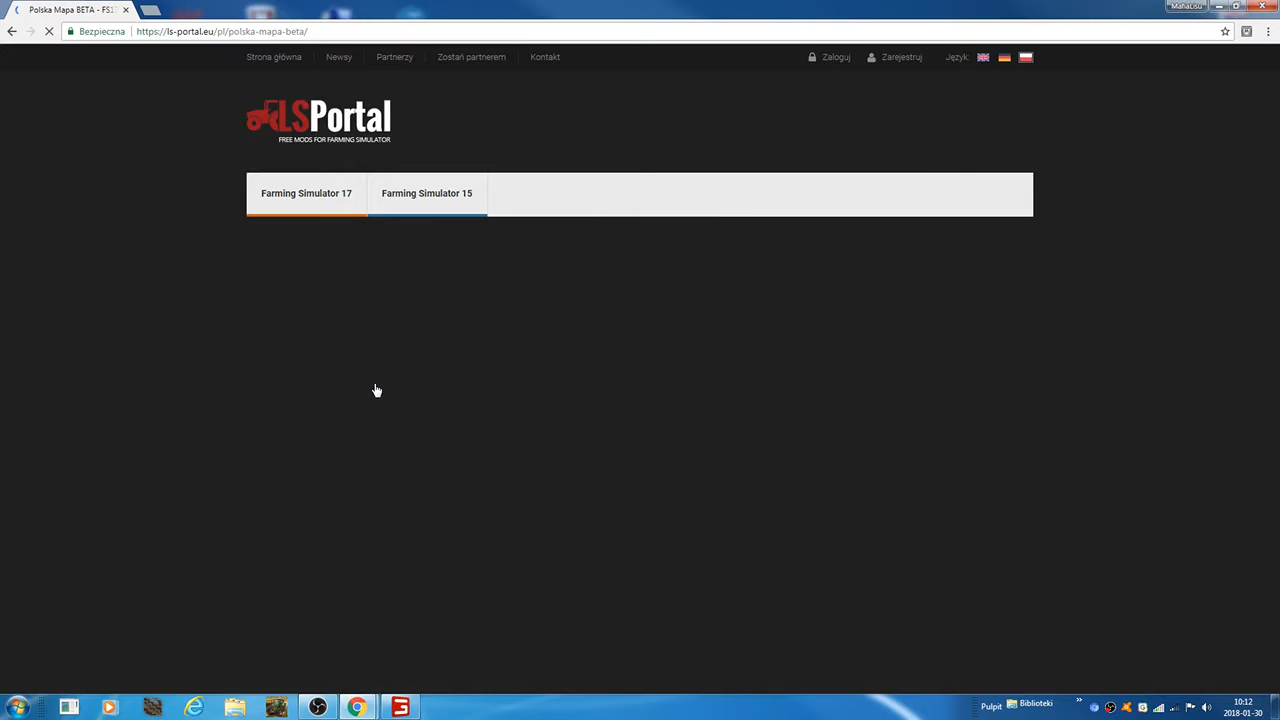 Polska Mapa BETA - FS1
MafiaLisu
Bezpieczna
https://ls-portal.eu/pl/polska-mapa-beta/
Strona główna
Newsy
Partnerzy
Zostań partnerem
Kontakt
Zaloguj
Zarejestruj
Język:
LSPortal
FREE MODS FOR FARMING SIMULATOR
Farming Simulator 17
Farming Simulator 15
Pulpit
Biblioteki
10:12
2018-01-30